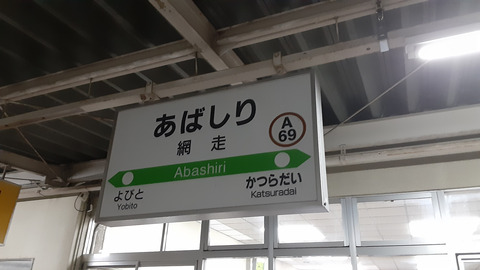 あばしり
A
69
網走
Abashiri
よびと
Yobito
かつらだい
Katsuradai